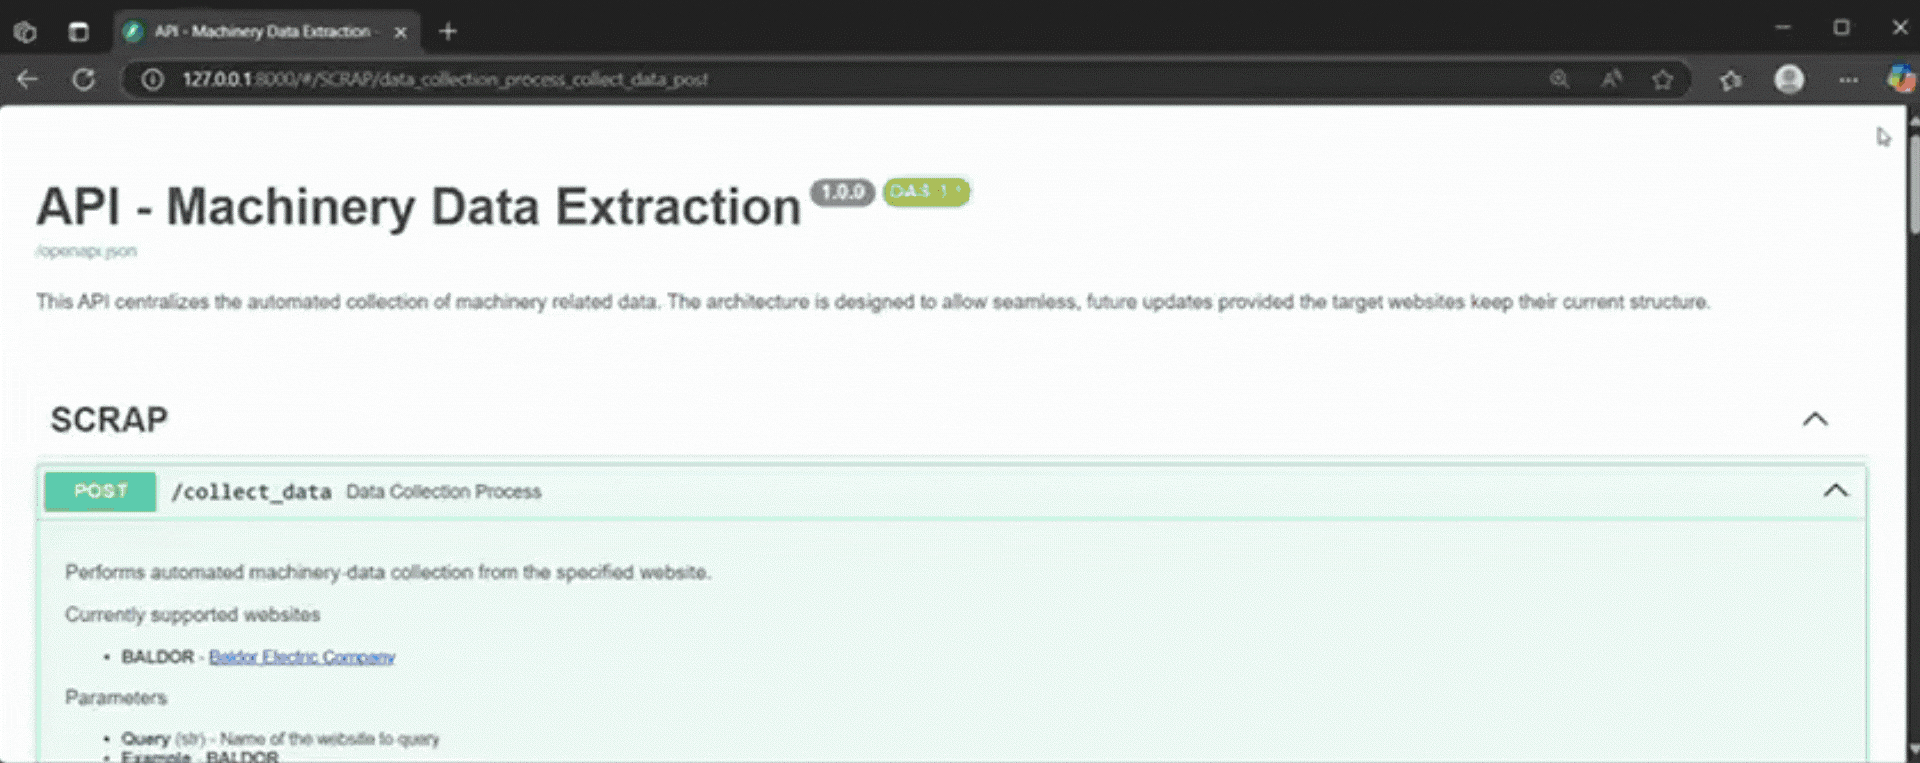 API - Machinery Data Extraction
127.0.0.1:8000/#/SCRAP/data_collection_process_collect_data_post
API - Machinery Data Extraction 1.0.0 OAS 3.1
/openapi.json
This API centralizes the automated collection of machinery related data. The architecture is designed to allow seamless, future updates provided the target websites keep their current structure.
SCRAP
POST /collect_data Data Collection Process
Performs automated machinery-data collection from the specified website.
Currently supported websites
• BALDOR - Baldor Electric Company
Parameters
• Query (str) - Name of the website to query
• Example - BALDOR